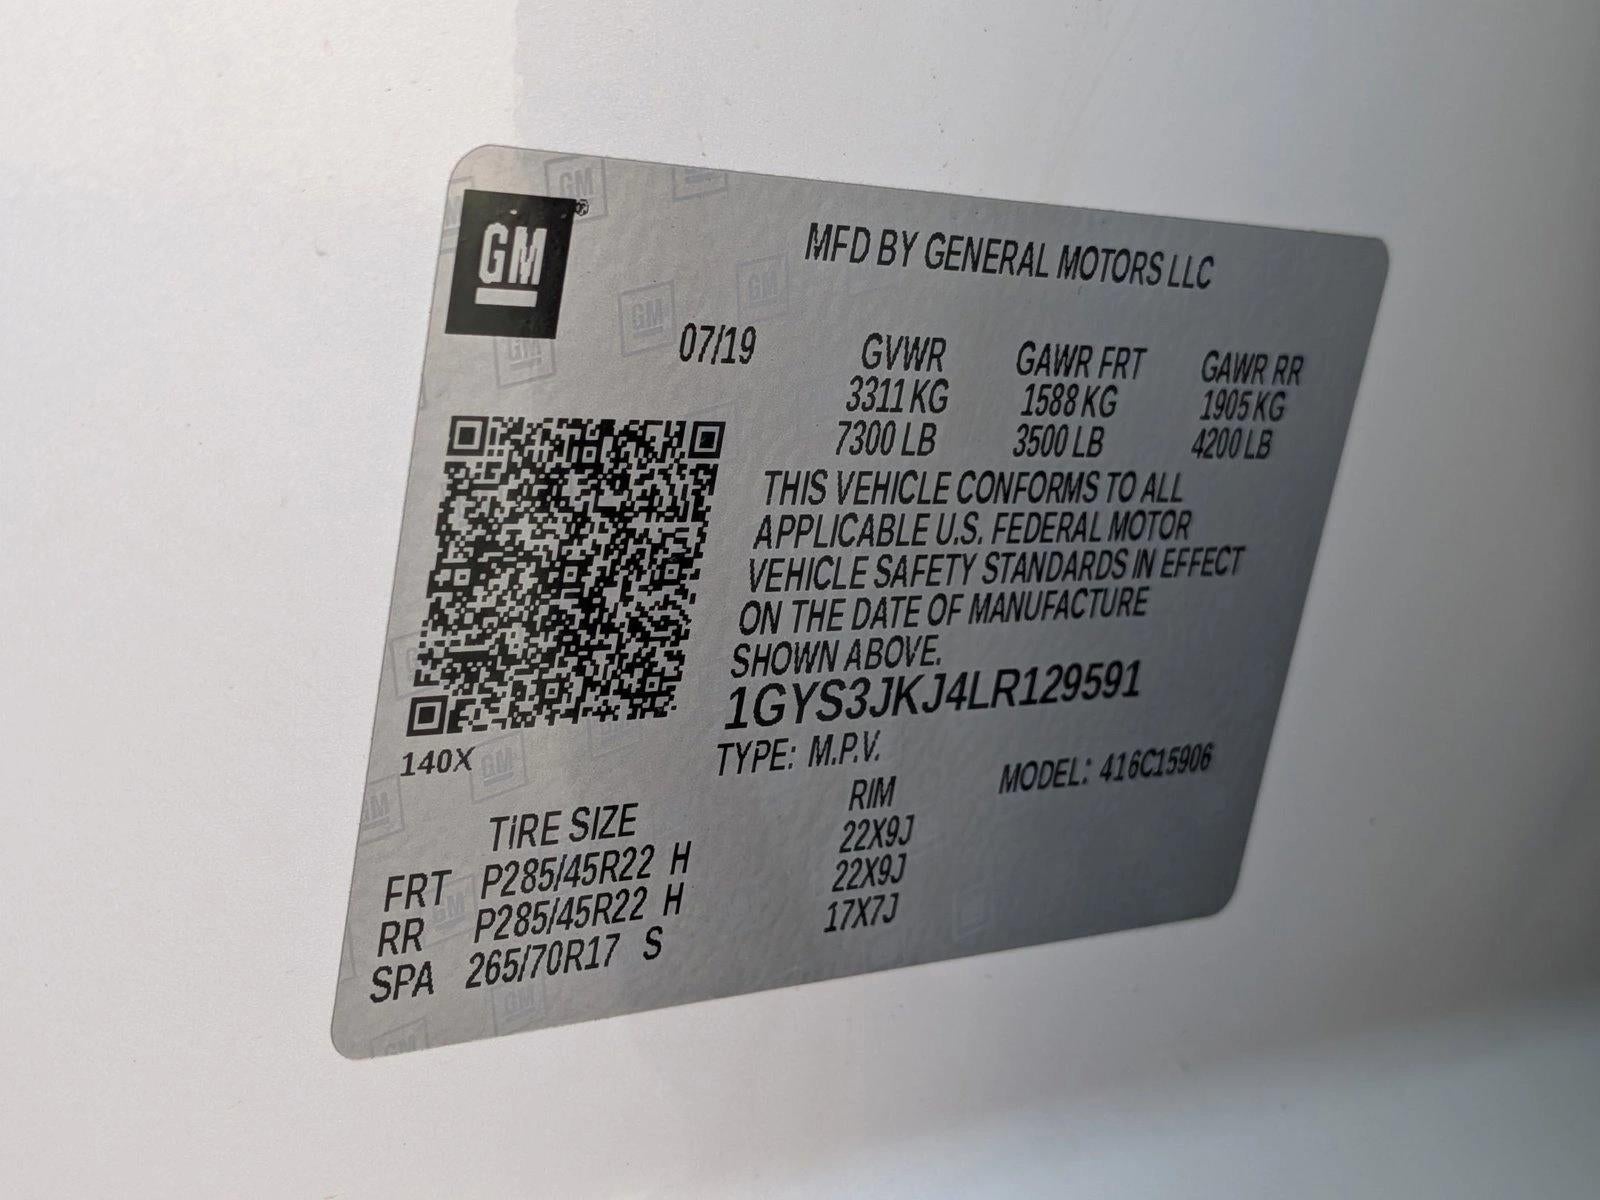 GM
MFD BY GENERAL MOTORS LLC
07/19 GVWR GAWR FRT GAWR RR
3311 KG 1588 KG 1905 KG
7300 LB 3500 LB 4200 LB
THIS VEHICLE CONFORMS TO ALL
APPLICABLE U.S. FEDERAL MOTOR
VEHICLE SAFETY STANDARDS IN EFFECT
ON THE DATE OF MANUFACTURE
SHOWN ABOVE.
1GYS3JKJ4LR129591
140X
TYPE: M.P.V. MODEL: 416C15906
TIRE SIZE RIM
FRT P285/45R22 H 22X9J
RR P285/45R22 H 22X9J
SPA 265/70R17 S 17X7J